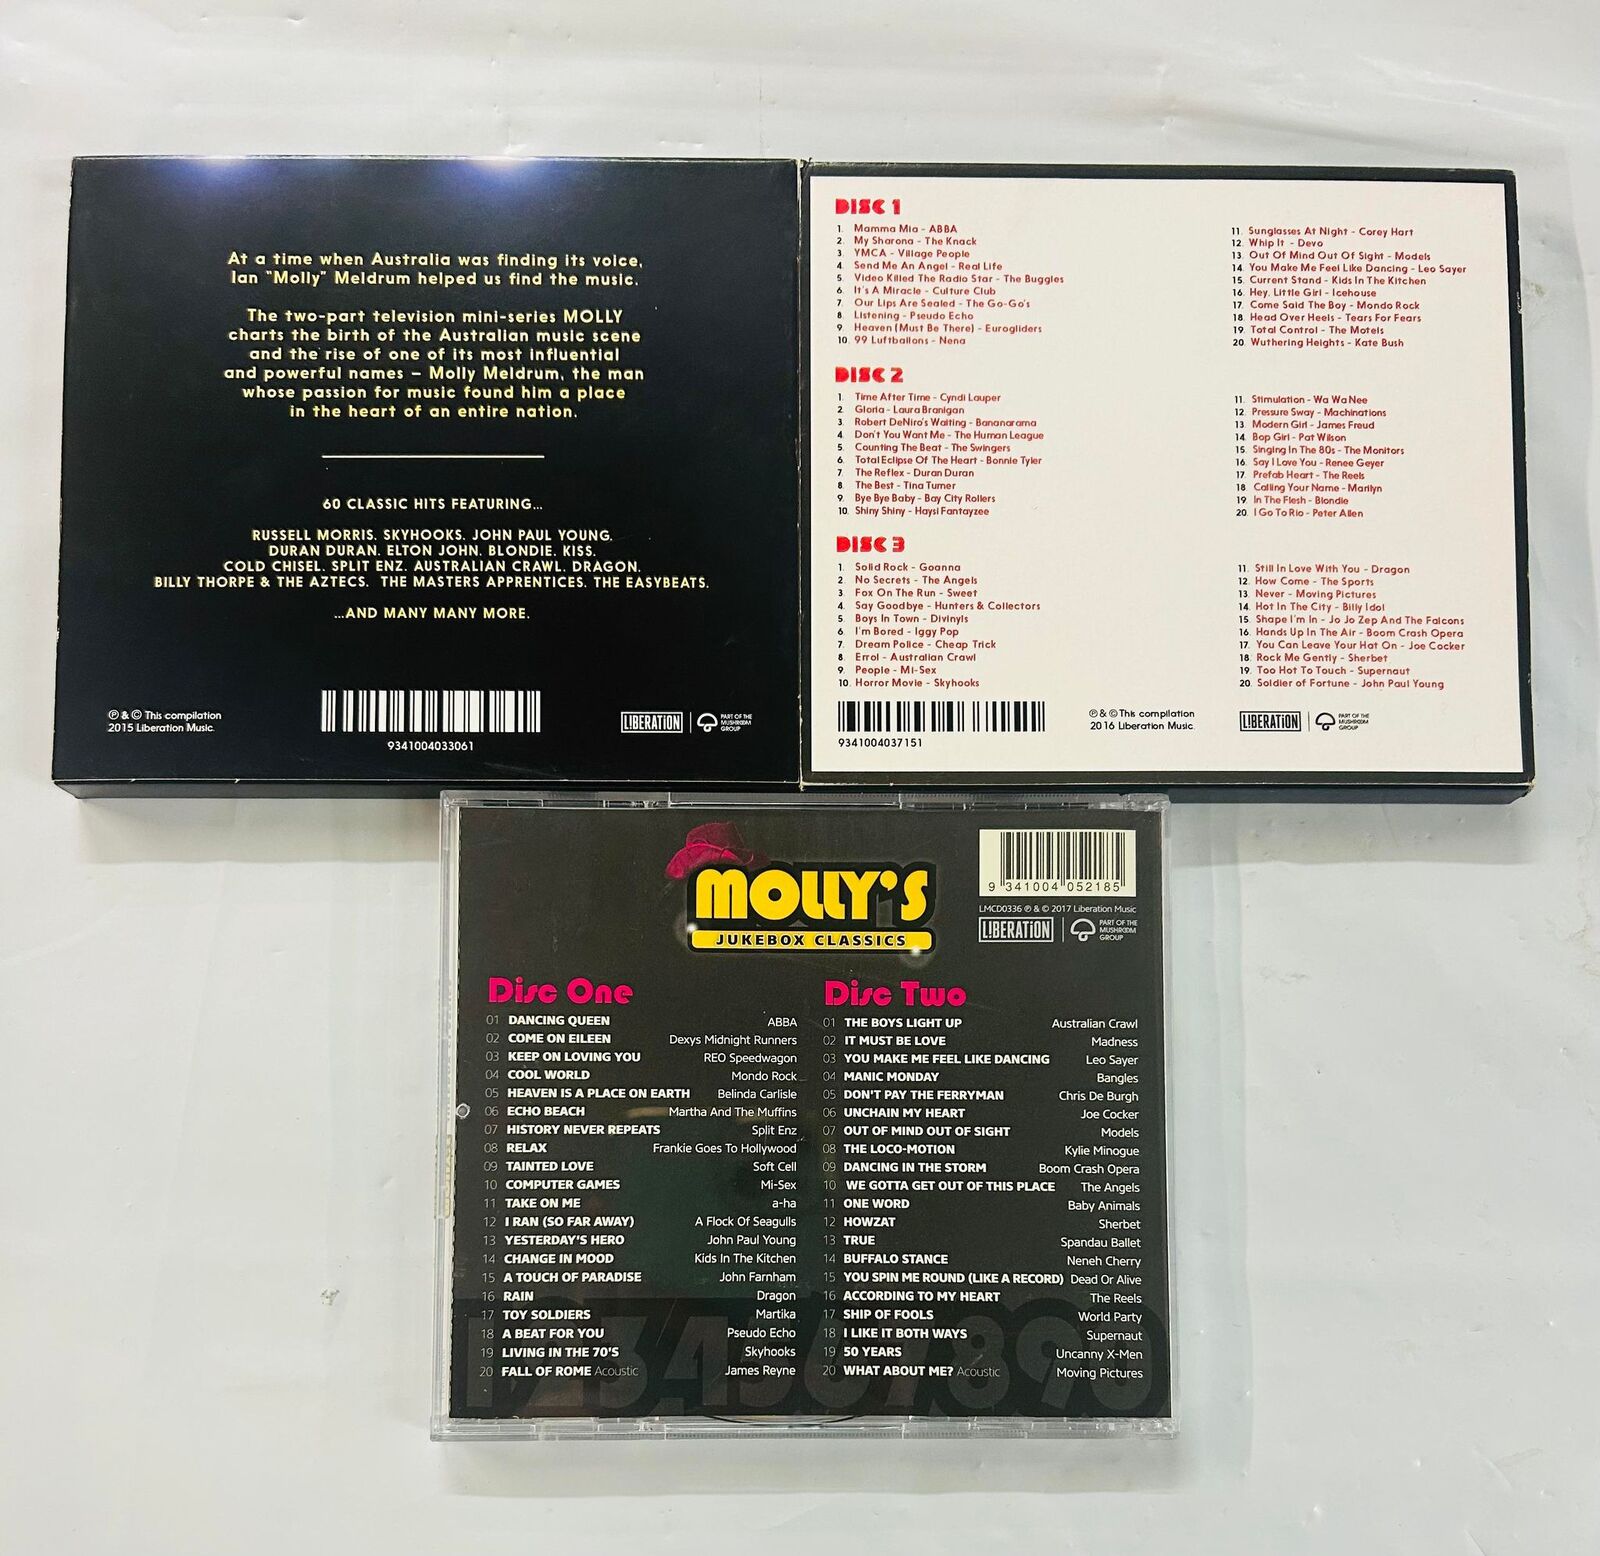 At a time when Australia was finding its voice,
Ian "Molly" Meldrum helped us find the music.
The two-part television mini-series MOLLY
charts the birth of the Australian music scene
and the rise of one of its most influential
and powerful names – Molly Meldrum, the man
whose passion for music found him a place
in the heart of an entire nation.
60 CLASSIC HITS FEATURING...
RUSSELL MORRIS. SKYHOOKS. JOHN PAUL YOUNG.
DURAN DURAN. ELTON JOHN. BLONDIE. KISS.
COLD CHISEL. SPLIT ENZ. AUSTRALIAN CRAWL. DRAGON.
BILLY THORPE & THE AZTECS. THE MASTERS APPRENTICES. THE EASYBEATS.
...AND MANY MANY MORE.
℗ & © This compilation
2015 Liberation Music.
9341004033061
L!BERATiON
PART OF THE
MUSHROOM
GROUP
DISC 1
1. Mamma Mia - ABBA
2. My Sharona - The Knack
3. YMCA - Village People
4. Send Me An Angel - Real Life
5. Video Killed The Radio Star - The Buggles
6. It's A Miracle - Culture Club
7. Our Lips Are Sealed - The Go-Go's
8. Listening - Pseudo Echo
9. Heaven (Must Be There) - Eurogliders
10. 99 Luftballons - Nena
11. Sunglasses At Night - Corey Hart
12. Whip It - Devo
13. Out Of Mind Out Of Sight - Models
14. You Make Me Feel Like Dancing - Leo Sayer
15. Current Stand - Kids In The Kitchen
16. Hey, Little Girl - Icehouse
17. Come Said The Boy - Mondo Rock
18. Head Over Heels - Tears For Fears
19. Total Control - The Motels
20. Wuthering Heights - Kate Bush
DISC 2
1. Time After Time - Cyndi Lauper
2. Gloria - Laura Branigan
3. Robert DeNiro's Waiting - Bananarama
4. Don't You Want Me - The Human League
5. Counting The Beat - The Swingers
6. Total Eclipse Of The Heart - Bonnie Tyler
7. The Reflex - Duran Duran
8. The Best - Tina Turner
9. Bye Bye Baby - Bay City Rollers
10. Shiny Shiny - Haysi Fantayzee
11. Stimulation - Wa Wa Nee
12. Pressure Sway - Machinations
13. Modern Girl - James Freud
14. Bop Girl - Pat Wilson
15. Singing In The 80s - The Monitors
16. Say I Love You - Renee Geyer
17. Prefab Heart - The Reels
18. Calling Your Name - Marilyn
19. In The Flesh - Blondie
20. I Go To Rio - Peter Allen
DISC 3
1. Solid Rock - Goanna
2. No Secrets - The Angels
3. Fox On The Run - Sweet
4. Say Goodbye - Hunters & Collectors
5. Boys In Town - Divinyls
6. I'm Bored - Iggy Pop
7. Dream Police - Cheap Trick
8. Errol - Australian Crawl
9. People - Mi-Sex
10. Horror Movie - Skyhooks
11. Still In Love With You - Dragon
12. How Come - The Sports
13. Never - Moving Pictures
14. Hot In The City - Billy Idol
15. Shape I'm In - Jo Jo Zep And The Falcons
16. Hands Up In The Air - Boom Crash Opera
17. You Can Leave Your Hat On - Joe Cocker
18. Rock Me Gently - Sherbet
19. Too Hot To Touch - Supernaut
20. Soldier of Fortune - John Paul Young
9341004037151
℗ & © This compilation
2016 Liberation Music.
L!BERATiON
PART OF THE
MUSHROOM
GROUP
MOLLY'S
JUKEBOX CLASSICS
9 341004 052185
LMCD0336 ℗ & © 2017 Liberation Music
L!BERATiON
PART OF THE
MUSHROOM
GROUP
Disc One
01 DANCING QUEEN ABBA
02 COME ON EILEEN Dexys Midnight Runners
03 KEEP ON LOVING YOU REO Speedwagon
04 COOL WORLD Mondo Rock
05 HEAVEN IS A PLACE ON EARTH Belinda Carlisle
06 ECHO BEACH Martha And The Muffins
07 HISTORY NEVER REPEATS Split Enz
08 RELAX Frankie Goes To Hollywood
09 TAINTED LOVE Soft Cell
10 COMPUTER GAMES Mi-Sex
11 TAKE ON ME a-ha
12 I RAN (SO FAR AWAY) A Flock Of Seagulls
13 YESTERDAY'S HERO John Paul Young
14 CHANGE IN MOOD Kids In The Kitchen
15 A TOUCH OF PARADISE John Farnham
16 RAIN Dragon
17 TOY SOLDIERS Martika
18 A BEAT FOR YOU Pseudo Echo
19 LIVING IN THE 70'S Skyhooks
20 FALL OF ROME Acoustic James Reyne
Disc Two
01 THE BOYS LIGHT UP Australian Crawl
02 IT MUST BE LOVE Madness
03 YOU MAKE ME FEEL LIKE DANCING Leo Sayer
04 MANIC MONDAY Bangles
05 DON'T PAY THE FERRYMAN Chris De Burgh
06 UNCHAIN MY HEART Joe Cocker
07 OUT OF MIND OUT OF SIGHT Models
08 THE LOCO-MOTION Kylie Minogue
09 DANCING IN THE STORM Boom Crash Opera
10 WE GOTTA GET OUT OF THIS PLACE The Angels
11 ONE WORD Baby Animals
12 HOWZAT Sherbet
13 TRUE Spandau Ballet
14 BUFFALO STANCE Neneh Cherry
15 YOU SPIN ME ROUND (LIKE A RECORD) Dead Or Alive
16 ACCORDING TO MY HEART The Reels
17 SHIP OF FOOLS World Party
18 I LIKE IT BOTH WAYS Supernaut
19 50 YEARS Uncanny X-Men
20 WHAT ABOUT ME? Acoustic Moving Pictures